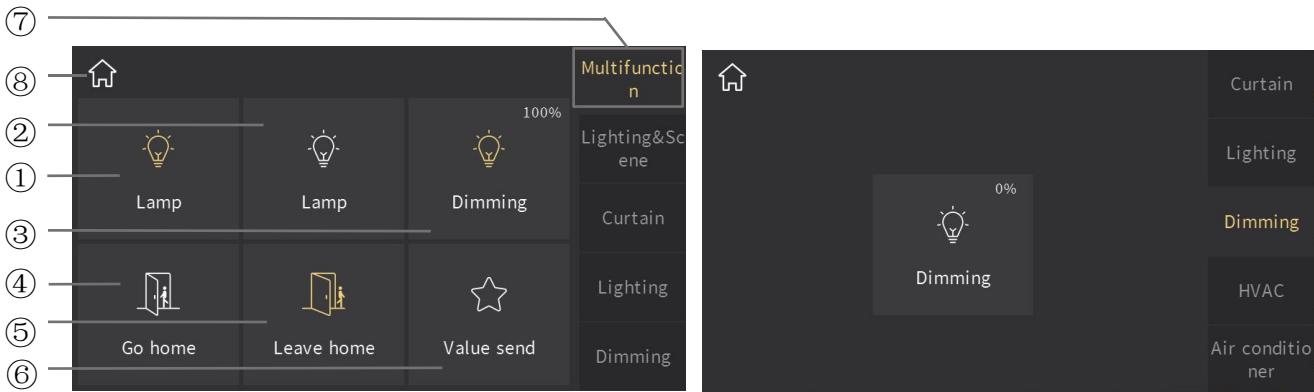 ⑦
⑧
Multifunctio
n
②
100%
Lighting&Sc
ene
①
Lamp
Lamp
Dimming
③
Curtain
④
Lighting
⑤
Go home
Leave home
Value send
Dimming
⑥
Curtain
Lighting
0%
Dimming
Dimming
HVAC
Air conditio
ner